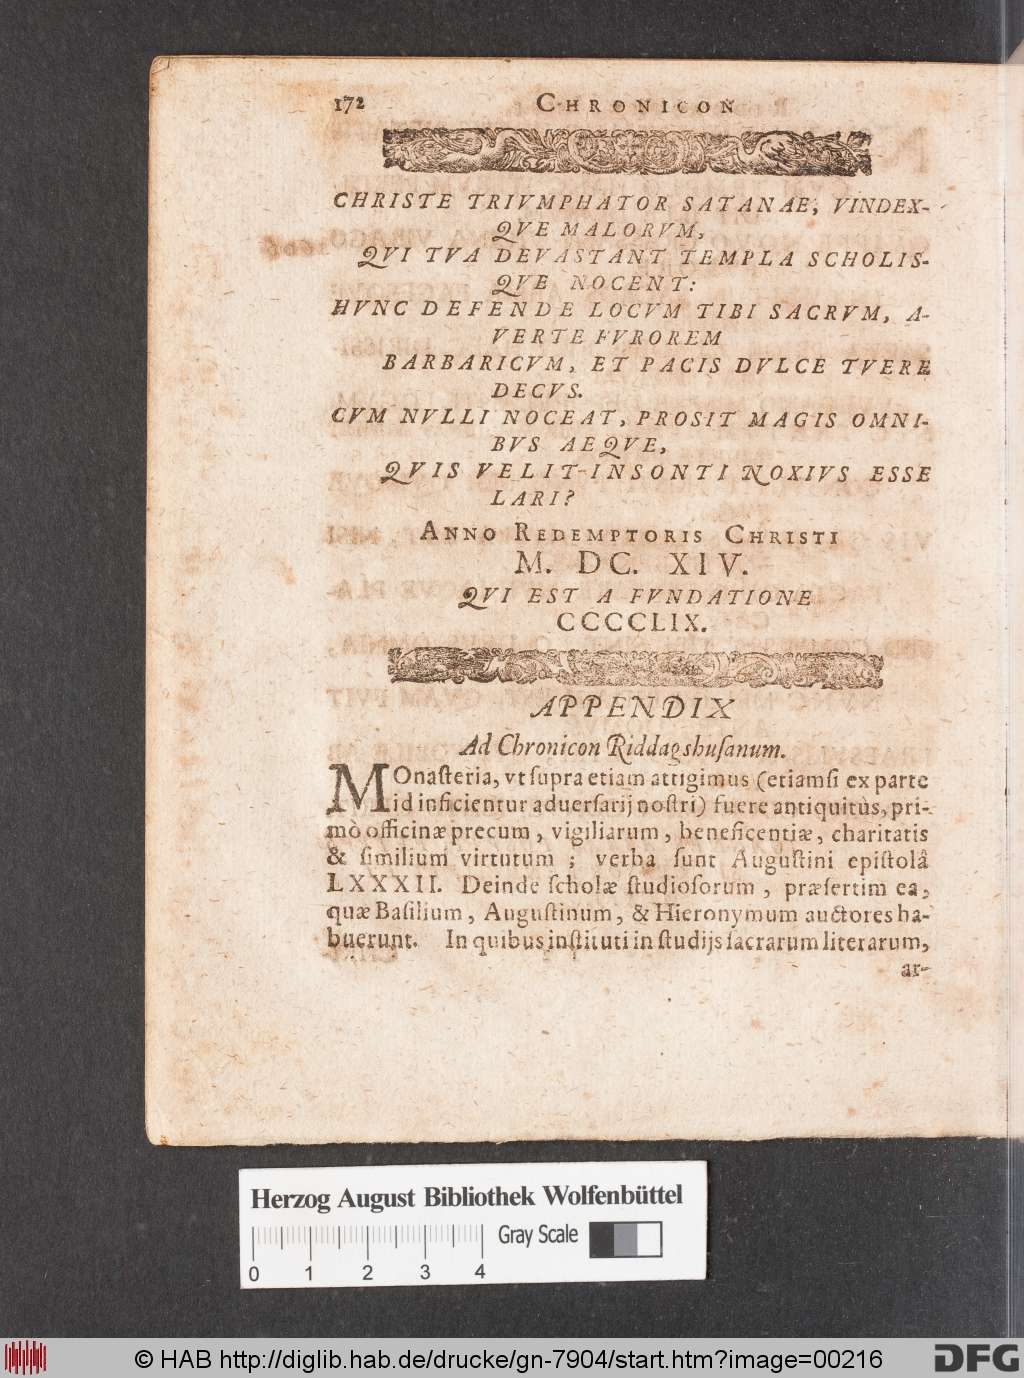 172 CHRONICON
CHRISTE TRIVMPHATOR SATANAE, VINDEX-
QVE MALORVM,
QVI TVA DEVASTANT TEMPLA SCHOLIS-
QVE NOCENT:
HVNC DEFENDE LOCVM TIBI SACRVM, A-
VERTE FVROREM
BARBARICVM, ET PACIS DVLCE TVERE
DECVS.
CVM NVLLI NOCEAT, PROSIT MAGIS OMNI-
BVS AEQVE,
QVIS VELIT INSONTI NOXIVS ESSE
LARI?
ANNO REDEMPTORIS CHRISTI
M. DC. XIV.
QVI EST A FVNDATIONE
CCCCLIX.
APPENDIX
Ad Chronicon Riddagshuſanum.
MOnaſteria, vt ſupra etiam attigimus (etiamſi ex parte
id inficientur aduerſarij noſtri) fuere antiquitùs, pri-
mò officinæ precum, vigiliarum, beneficentiæ, charitatis
& ſimilium virtutum; verba ſunt Auguſtini epiſtolâ
LXXXII. Deinde ſcholæ ſtudioſorum, præſertim ea,
quæ Baſilium, Auguſtinum, & Hieronymum auctores ha-
buerunt. In quibus inſtituti in ſtudijs ſacrarum literarum,
ar-
Herzog August Bibliothek Wolfenbüttel
Gray Scale
0 1 2 3 4
© HAB http://diglib.hab.de/drucke/gn-7904/start.htm?image=00216
DFG